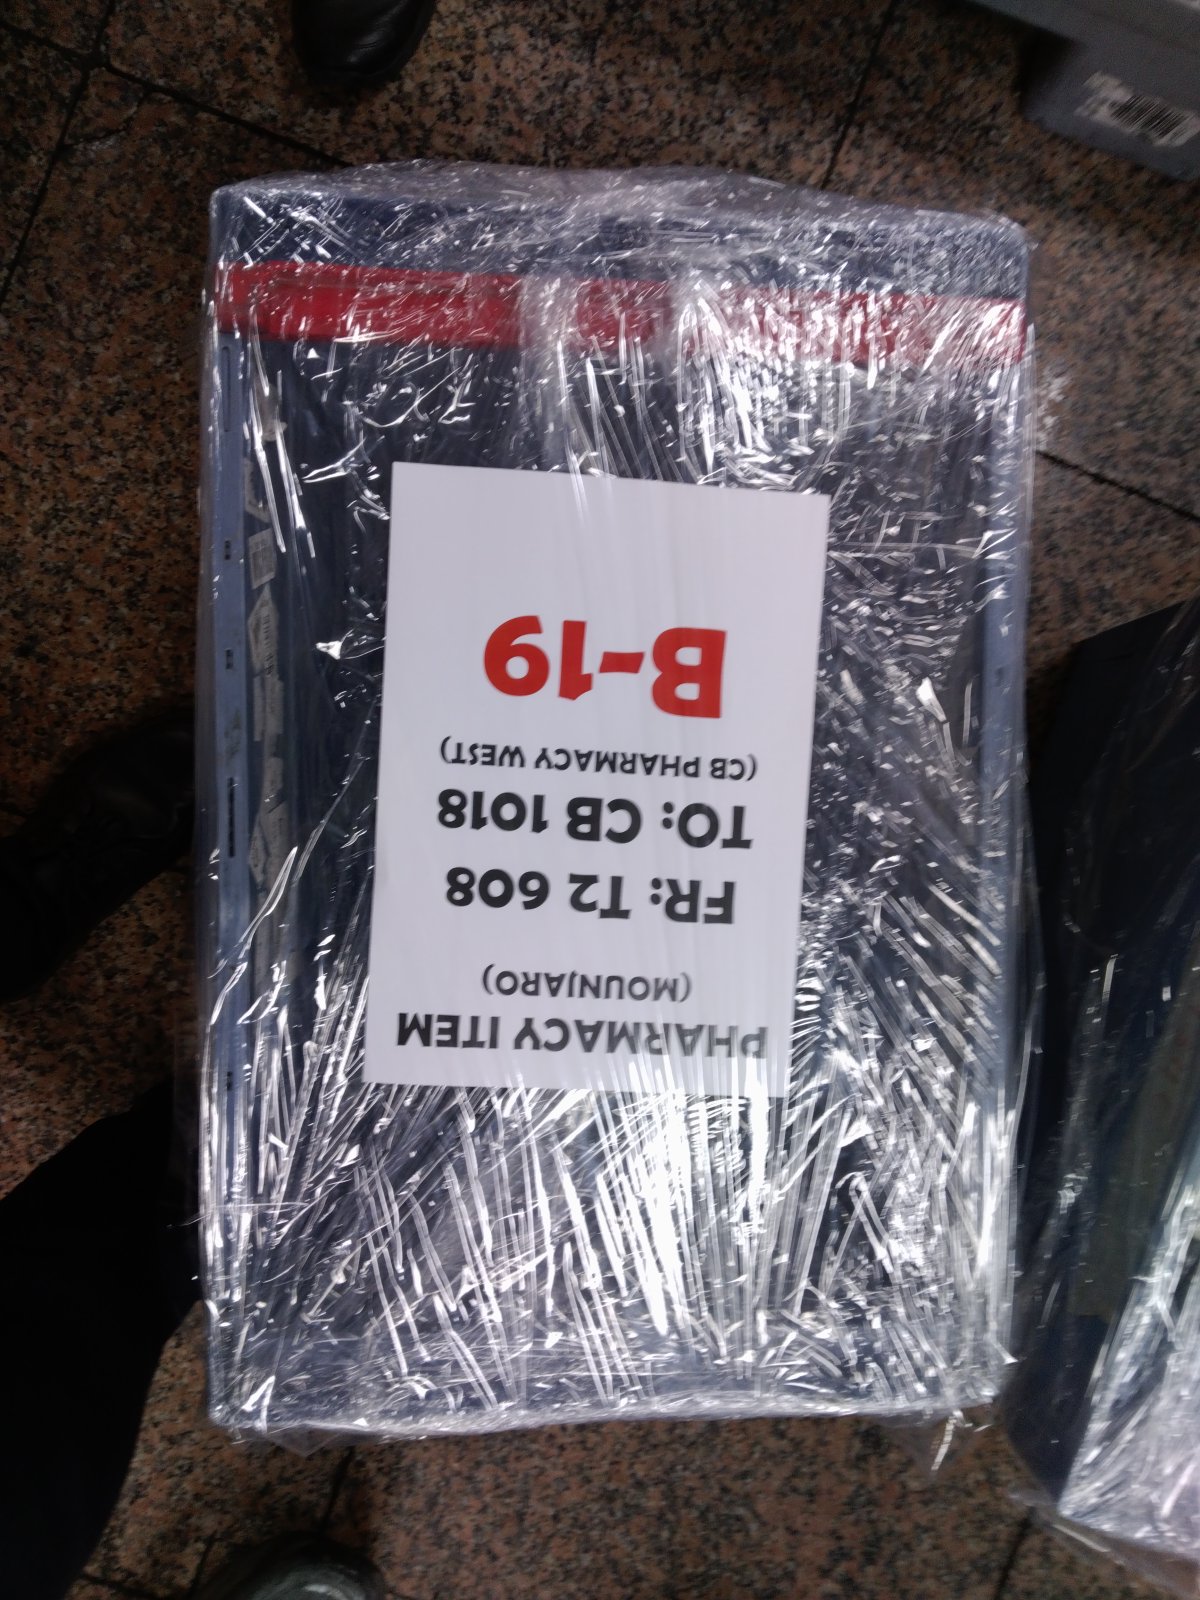 PHARMACY ITEM
(MOUNJARO)
FR: T2 608
TO: CB 1018
(CB PHARMACY WEST)
B-19